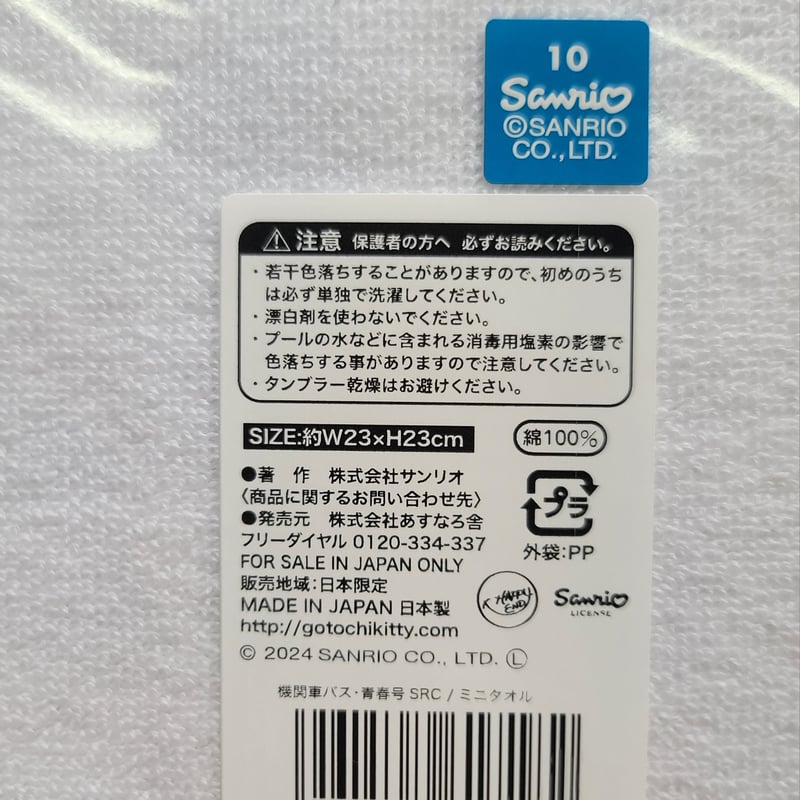 10
Sanrio
©SANRIO
CO.,LTD.
注意 保護者の方へ 必ずお読みください。
・若干色落ちすることがありますので、初めのうち
は必ず単独で洗濯してください。
・漂白剤を使わないでください。
・プールの水などに含まれる消毒用塩素の影響で
色落ちする事がありますので注意してください。
・タンブラー乾燥はお避けください。
SIZE:約W23×H23cm
綿100%
●著 作 株式会社サンリオ
〈商品に関するお問い合わせ先〉
●発売元 株式会社あすなろ舎
フリーダイヤル 0120-334-337
プラ
外袋:PP
FOR SALE IN JAPAN ONLY
販売地域:日本限定
MADE IN JAPAN 日本製
http://gotochikitty.com
HAPPY
END
Sanrio
LICENSE
© 2024 SANRIO CO., LTD. Ⓛ
機関車バス・青春号 SRC / ミニタオル